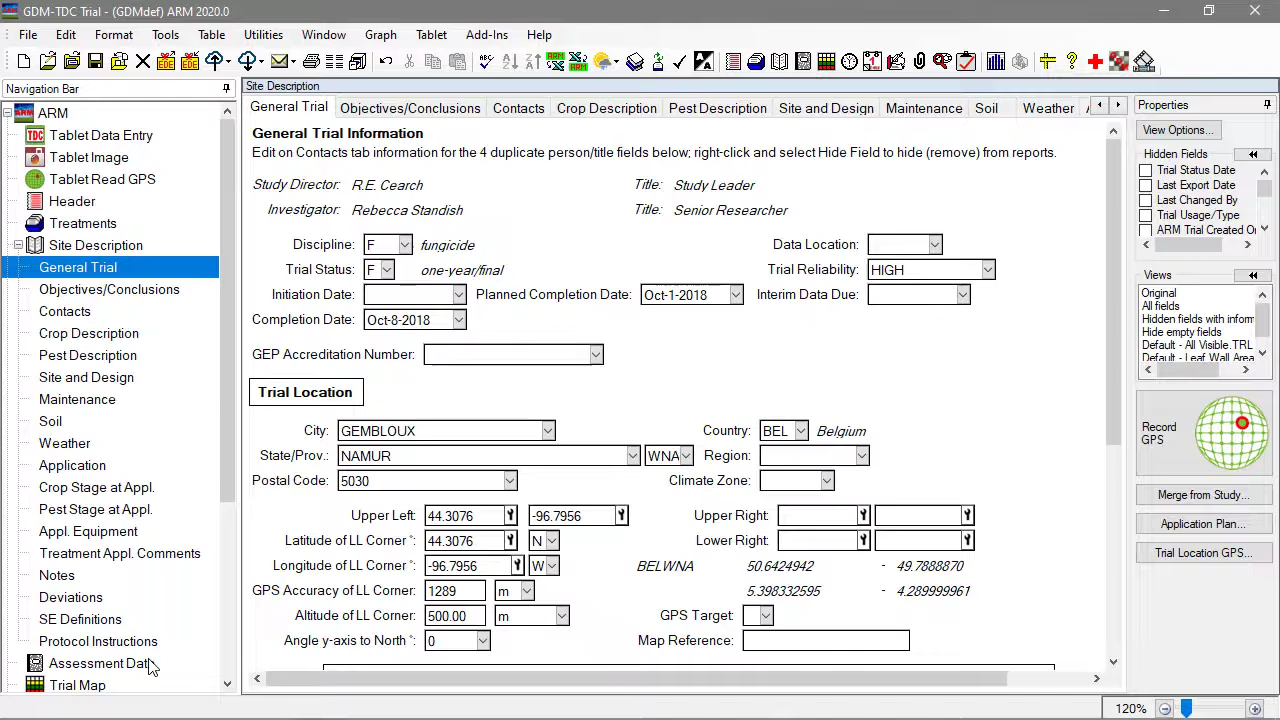 GDM-TDC Trial - (GDMdef) ARM 2020.0
File Edit Format Tools Table Utilities Window Graph Tablet Add-Ins Help
Navigation Bar
ARM
Tablet Data Entry
Tablet Image
Tablet Read GPS
Header
Treatments
Site Description
General Trial
Objectives/Conclusions
Contacts
Crop Description
Pest Description
Site and Design
Maintenance
Soil
Weather
Application
Crop Stage at Appl.
Pest Stage at Appl.
Appl. Equipment
Treatment Appl. Comments
Notes
Deviations
SE Definitions
Protocol Instructions
Assessment Dat
Trial Map
Site Description
General Trial Objectives/Conclusions Contacts Crop Description Pest Description Site and Design Maintenance Soil Weather
General Trial Information
Edit on Contacts tab information for the 4 duplicate person/title fields below; right-click and select Hide Field to hide (remove) from reports.
Study Director: R.E. Cearch Title: Study Leader
Investigator: Rebecca Standish Title: Senior Researcher
Discipline: F fungicide Data Location:
Trial Status: F one-year/final Trial Reliability: HIGH
Initiation Date: Planned Completion Date: Oct-1-2018 Interim Data Due:
Completion Date: Oct-8-2018
GEP Accreditation Number:
Trial Location
City: GEMBLOUX Country: BEL Belgium
State/Prov.: NAMUR WNA Region:
Postal Code: 5030 Climate Zone:
Upper Left: 44.3076 -96.7956 Upper Right:
Latitude of LL Corner °: 44.3076 N Lower Right:
Longitude of LL Corner °: -96.7956 W BELWNA 50.6424942 - 49.7888870
GPS Accuracy of LL Corner: 1289 m 5.398332595 - 4.289999961
Altitude of LL Corner: 500.00 m GPS Target:
Angle y-axis to North °: 0 Map Reference:
Properties
View Options...
Hidden Fields
Trial Status Date
Last Export Date
Last Changed By
Trial Usage/Type
ARM Trial Created On
Views
Original
All fields
Hidden fields with inform
Hide empty fields
Default - All Visible.TRL
Default - Leaf Wall Area
Record GPS
Merge from Study...
Application Plan...
Trial Location GPS...
120%